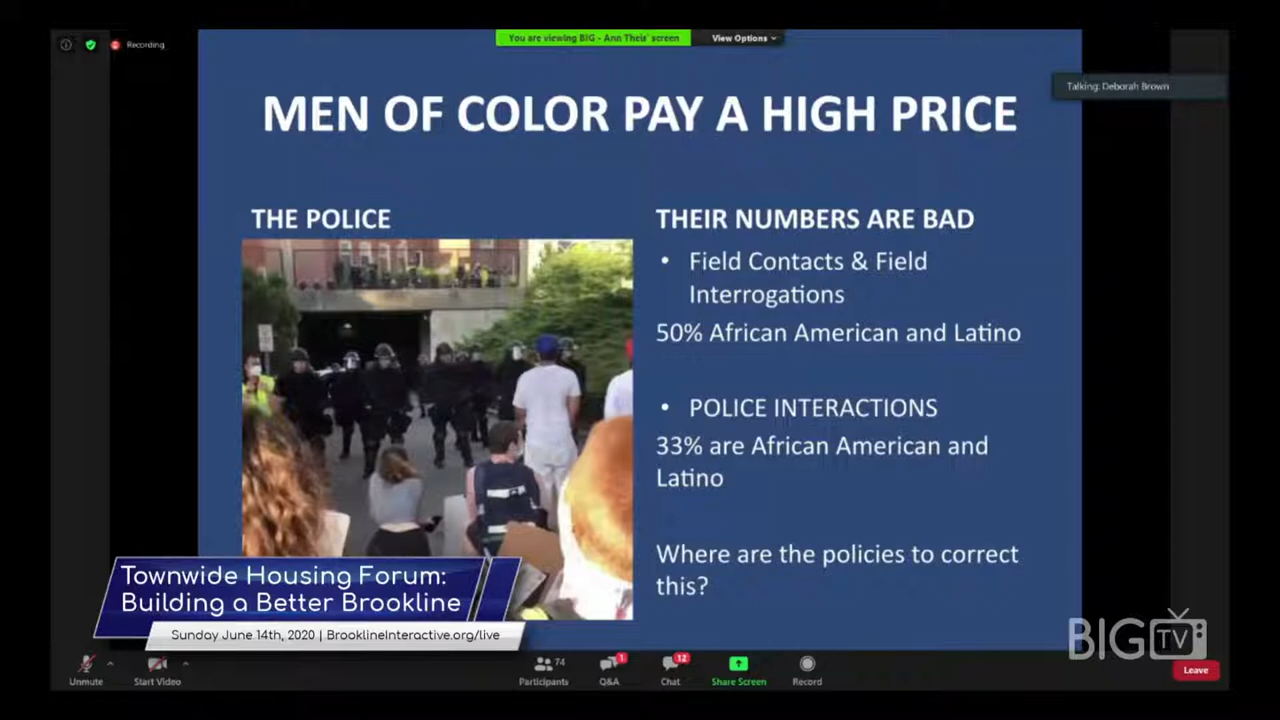 Recording
You are viewing BIG - Ann Theis' screen
View Options
Talking: Deborah Brown
MEN OF COLOR PAY A HIGH PRICE
THE POLICE
THEIR NUMBERS ARE BAD
• Field Contacts & Field
Interrogations
50% African American and Latino
• POLICE INTERACTIONS
33% are African American and
Latino
Where are the policies to correct
this?
Townwide Housing Forum:
Building a Better Brookline
Sunday June 14th, 2020 | BrooklineInteractive.org/live
BIG TV
Unmute
Start Video
74
Participants
1
Q&A
12
Chat
Share Screen
Record
Leave